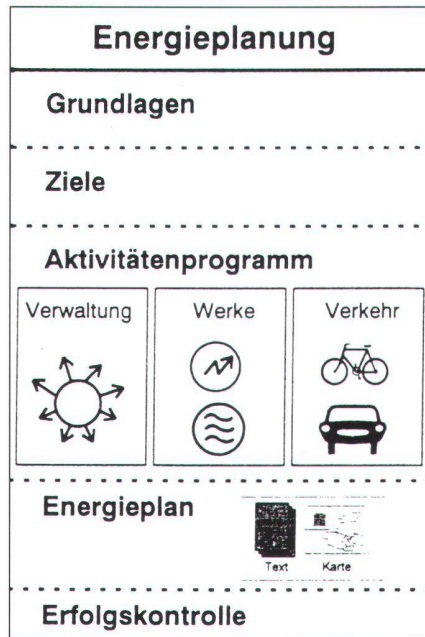 Energieplanung
Grundlagen
Ziele
Aktivitätenprogramm
Verwaltung Werke Verkehr
Energieplan
Text Karte
Erfolgskontrolle